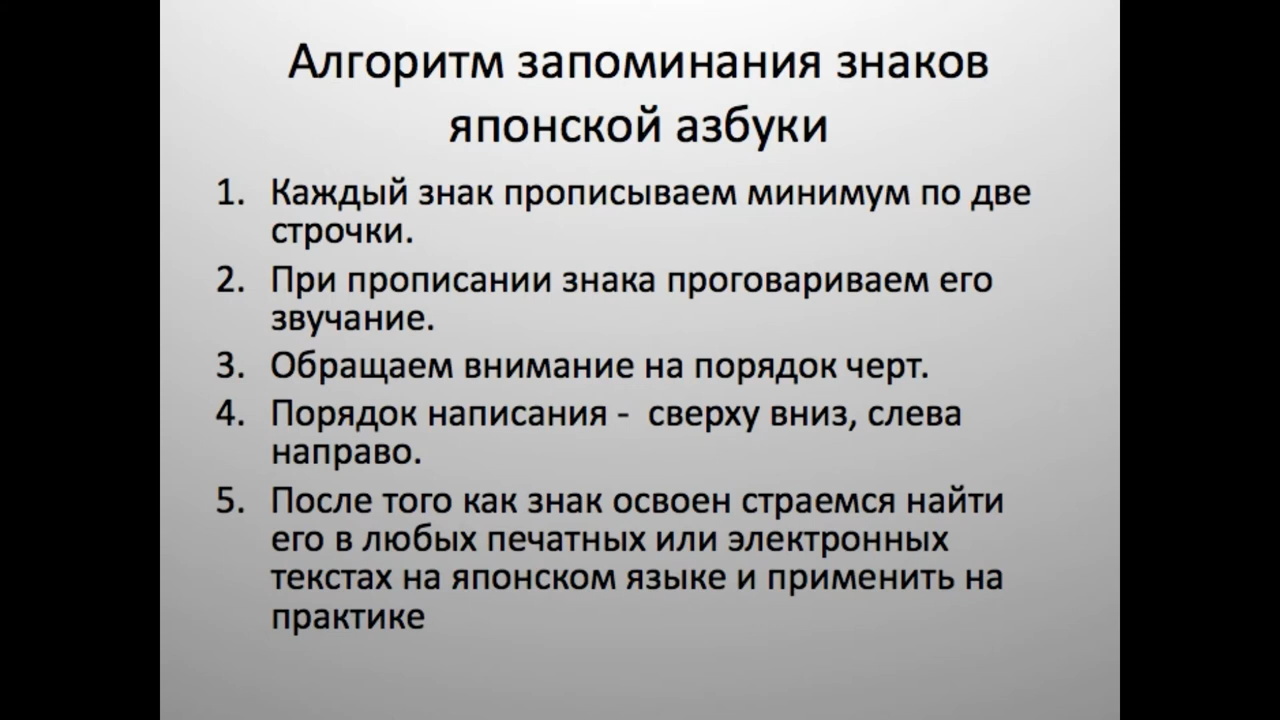 Алгоритм запоминания знаков
японской азбуки
1. Каждый знак прописываем минимум по две
строчки.
2. При прописании знака проговариваем его
звучание.
3. Обращаем внимание на порядок черт.
4. Порядок написания -  сверху вниз, слева
направо.
5. После того как знак освоен страемся найти
его в любых печатных или электронных
текстах на японском языке и применить на
практике